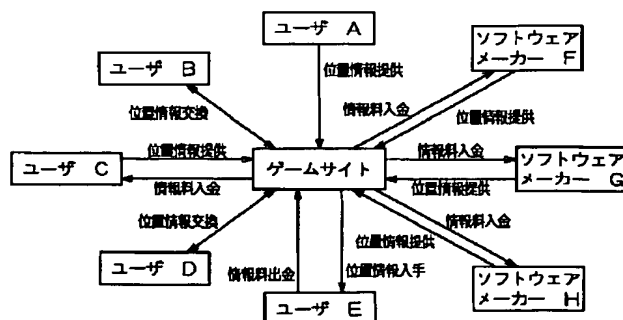 ユーザ A
ソフトウェア
メーカー F
ユーザ B
位置情報提供
情報料入金
位置情報提供
位置情報交換
位置情報提供
情報料入金
ユーザ C
ゲームサイト
ソフトウェア
メーカー G
情報料入金
位置情報提供
位置情報交換
情報料入金
位置情報提供
ユーザ D
情報料出金
位置情報入手
ソフトウェア
メーカー H
ユーザ E